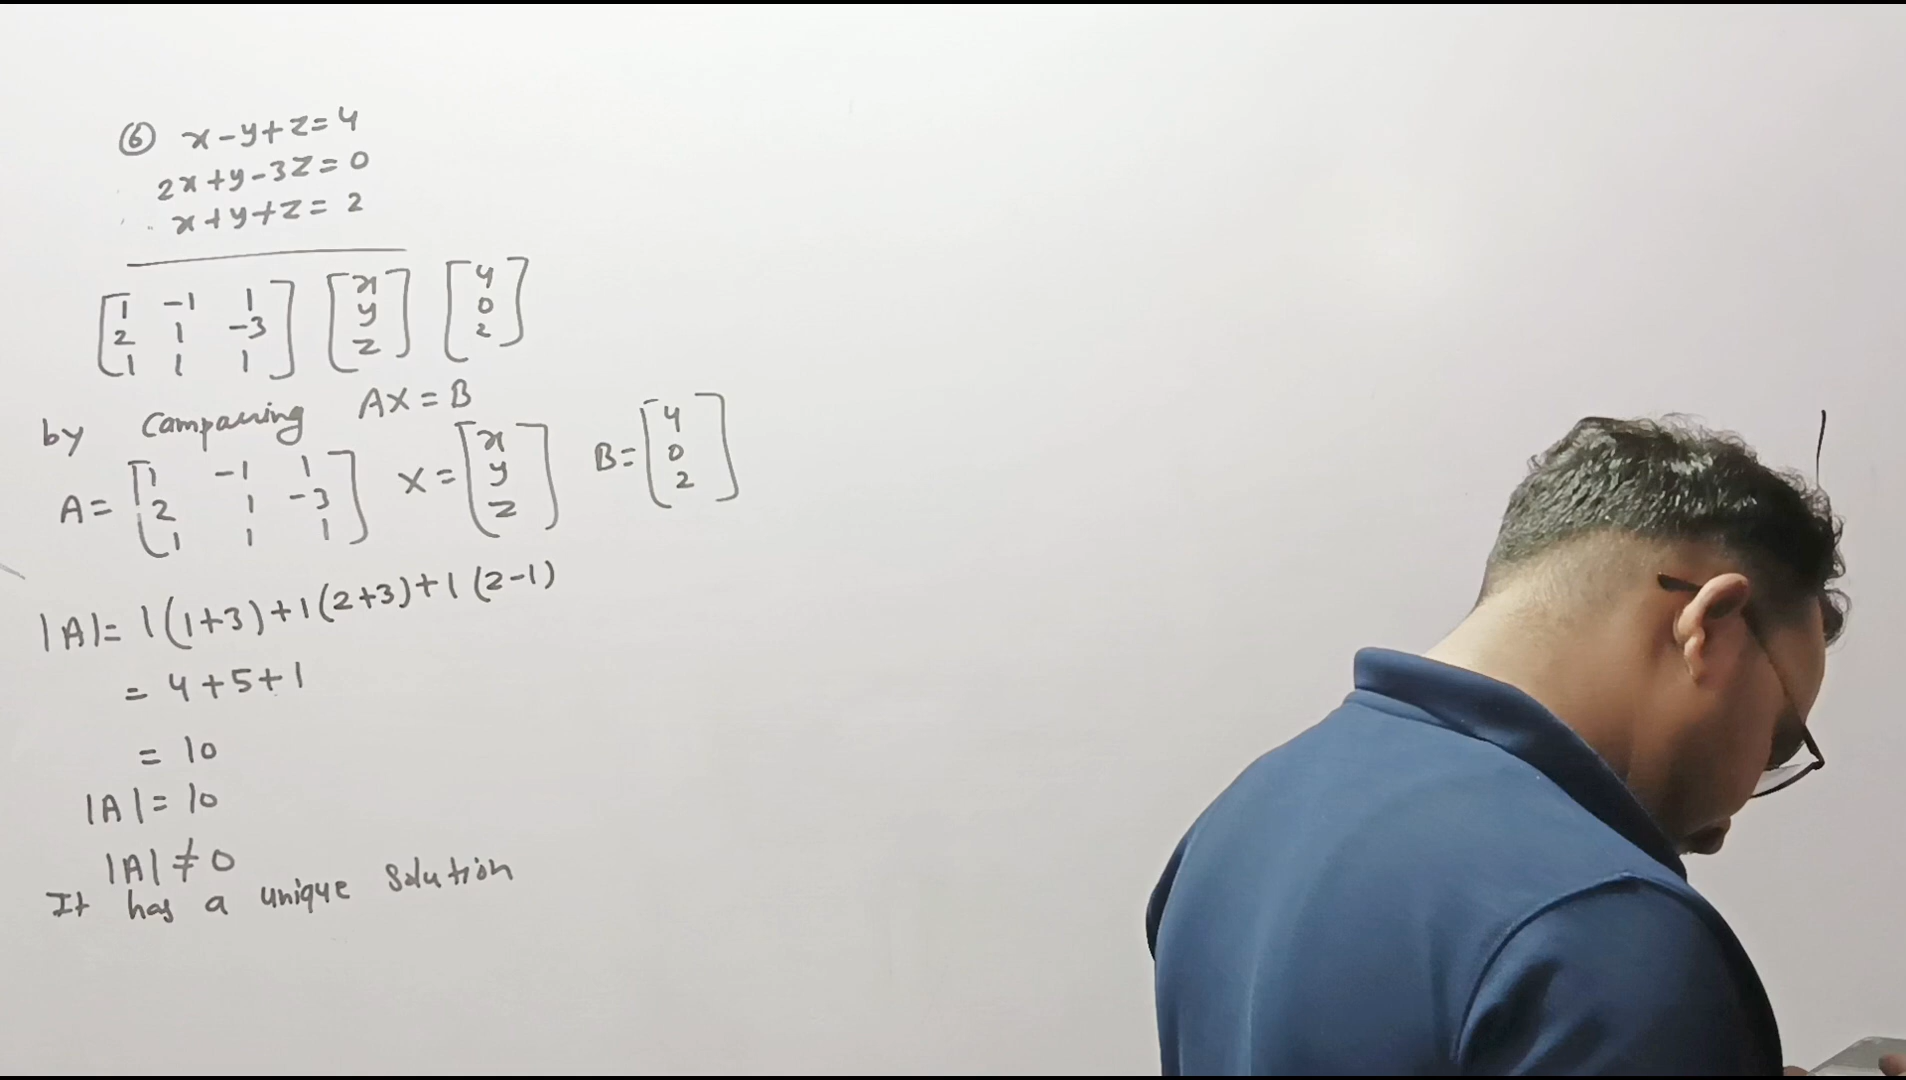 ⑥ x-y+z=4
2x+y-3z=0
x+y+z=2
[1 -1 1] [x] [4]
[2 1 -3] [y] [0]
[1 1 1] [z] [2]
by Comparing AX=B
A= [1 -1 1] X= [x] B= [4]
[2 1 -3] [y] [0]
[1 1 1] [z] [2]
|A|= 1(1+3)+1(2+3)+1(2-1)
= 4+5+1
= 10
|A|= 10
|A|≠0
It has a unique Solution